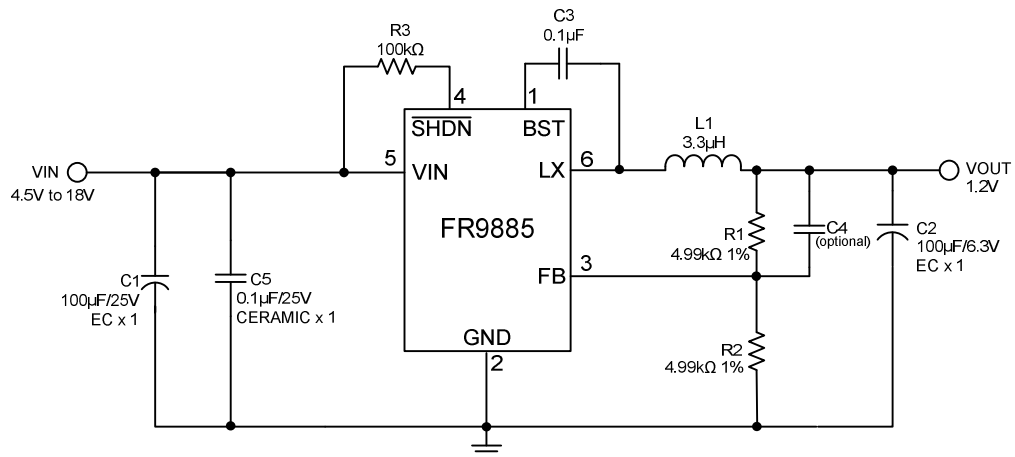 R3
100kΩ
C3
0.1µF
4
1
SHDN
BST
L1
3.3µH
VIN
4.5V to 18V
5
VIN
LX
6
VOUT
1.2V
FR9885
R1
4.99kΩ 1%
C4
(optional)
C2
100µF/6.3V
EC x 1
FB
3
C1
100µF/25V
EC x 1
C5
0.1µF/25V
CERAMIC x 1
GND
2
R2
4.99kΩ 1%